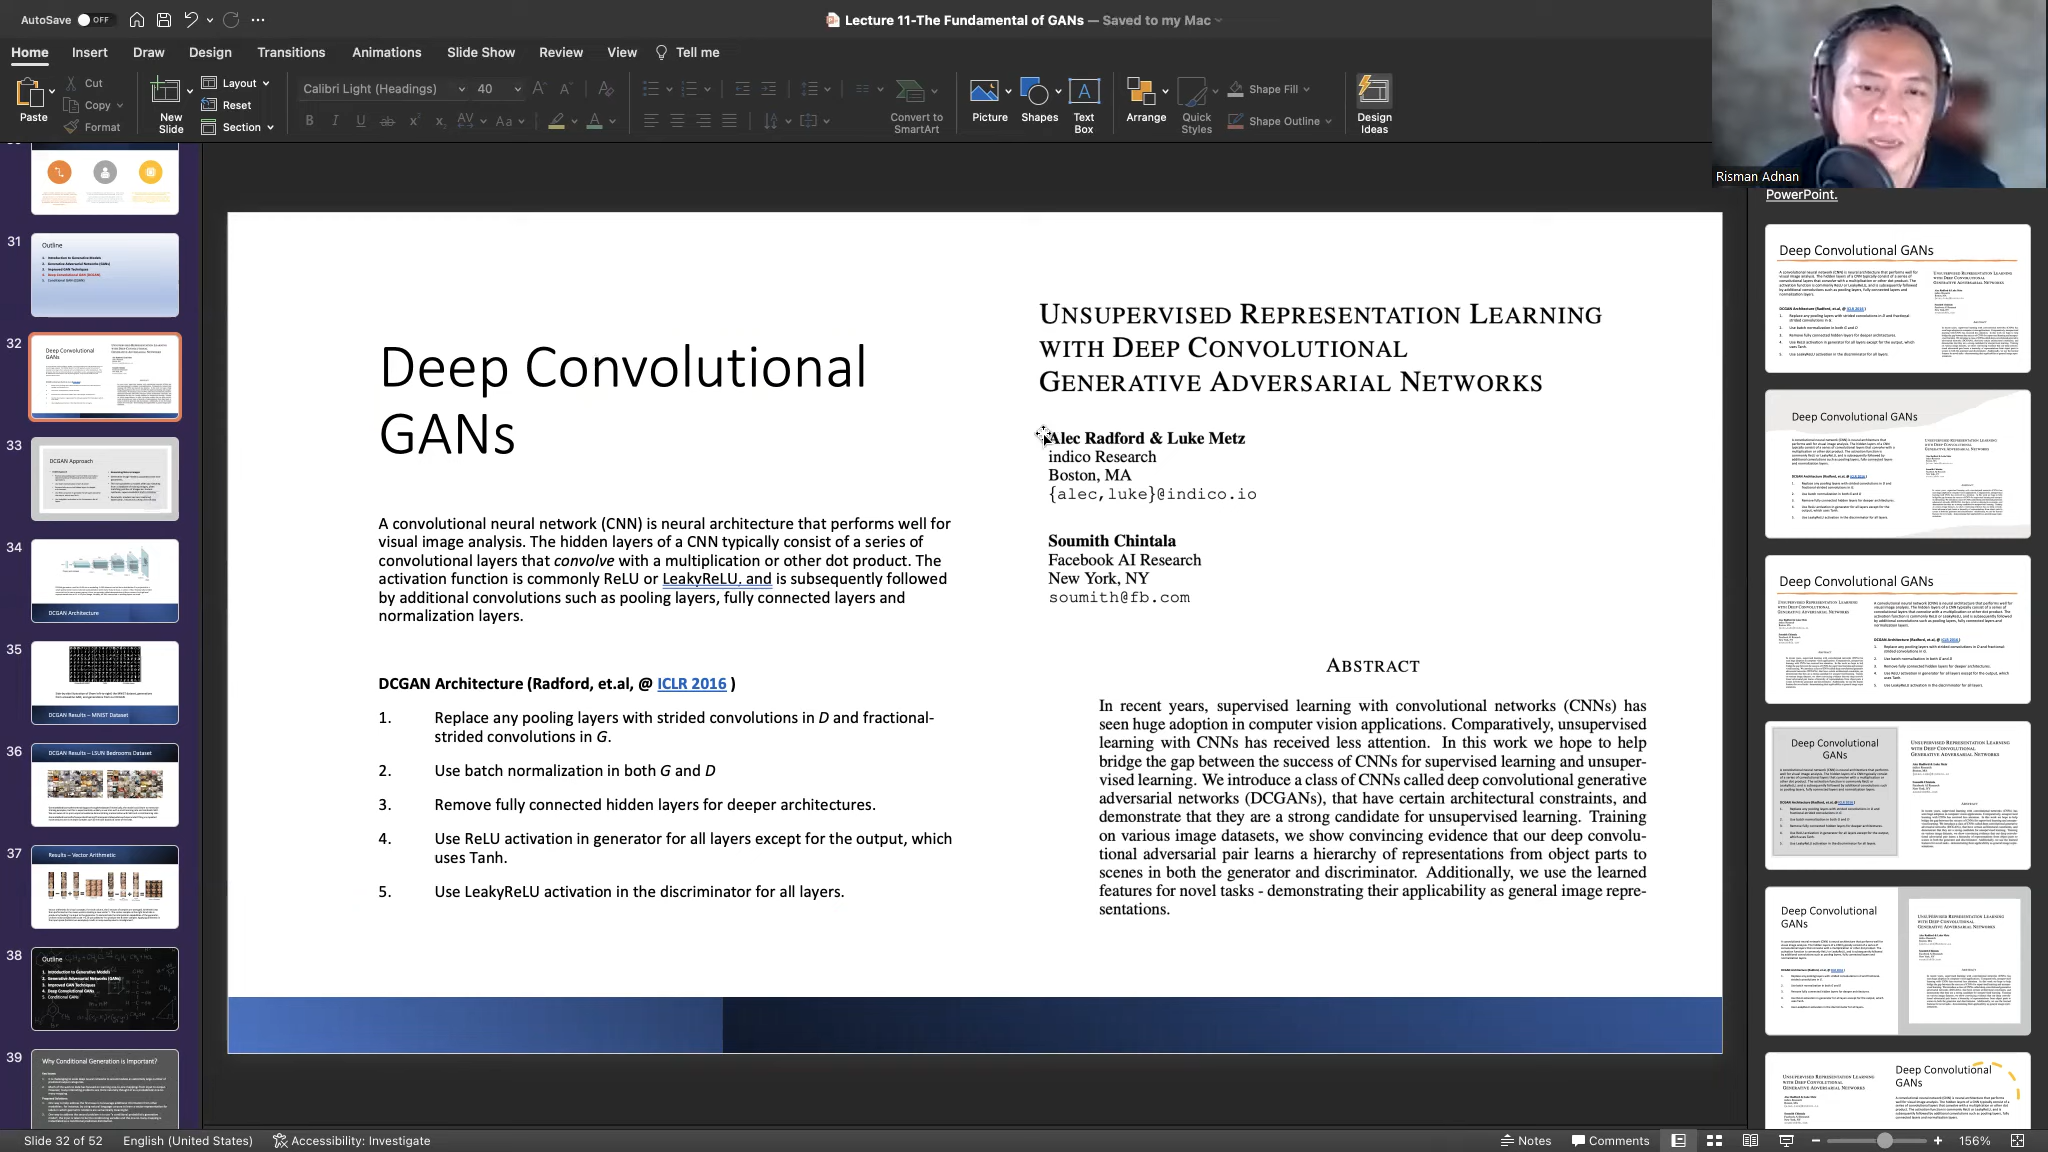 AutoSave OFF
Lecture 11-The Fundamental of GANs — Saved to my Mac
Home Insert Draw Design Transitions Animations Slide Show Review View Tell me
Paste
Cut
Copy
Format
New Slide
Layout
Reset
Section
Calibri Light (Headings) 40
Convert to SmartArt
Picture
Shapes
Text Box
Arrange
Quick Styles
Shape Fill
Shape Outline
Design Ideas
Risman Adnan
PowerPoint.
31
Outline
32
Deep Convolutional GANs
33
DCGAN Approach
34
DCGAN Architecture
35
DCGAN Results – MNIST Dataset
36
DCGAN Results – LSUN Bedrooms Dataset
37
Results – Vector Arithmetic
38
Outline
39
Why Conditional Generation is Important?
Deep Convolutional
GANs
A convolutional neural network (CNN) is neural architecture that performs well for
visual image analysis. The hidden layers of a CNN typically consist of a series of
convolutional layers that convolve with a multiplication or other dot product. The
activation function is commonly ReLU or LeakyReLU. and is subsequently followed
by additional convolutions such as pooling layers, fully connected layers and
normalization layers.
DCGAN Architecture (Radford, et.al, @ ICLR 2016 )
1. Replace any pooling layers with strided convolutions in D and fractional-
strided convolutions in G.
2. Use batch normalization in both G and D
3. Remove fully connected hidden layers for deeper architectures.
4. Use ReLU activation in generator for all layers except for the output, which
uses Tanh.
5. Use LeakyReLU activation in the discriminator for all layers.
UNSUPERVISED REPRESENTATION LEARNING
WITH DEEP CONVOLUTIONAL
GENERATIVE ADVERSARIAL NETWORKS
Alec Radford & Luke Metz
indico Research
Boston, MA
{alec,luke}@indico.io
Soumith Chintala
Facebook AI Research
New York, NY
soumith@fb.com
ABSTRACT
In recent years, supervised learning with convolutional networks (CNNs) has
seen huge adoption in computer vision applications. Comparatively, unsupervised
learning with CNNs has received less attention. In this work we hope to help
bridge the gap between the success of CNNs for supervised learning and unsuper-
vised learning. We introduce a class of CNNs called deep convolutional generative
adversarial networks (DCGANs), that have certain architectural constraints, and
demonstrate that they are a strong candidate for unsupervised learning. Training
on various image datasets, we show convincing evidence that our deep convolu-
tional adversarial pair learns a hierarchy of representations from object parts to
scenes in both the generator and discriminator. Additionally, we use the learned
features for novel tasks - demonstrating their applicability as general image repre-
sentations.
Deep Convolutional GANs
Deep Convolutional GANs
Deep Convolutional GANs
Deep Convolutional
GANs
Deep Convolutional
GANs
Deep Convolutional
GANs
Slide 32 of 52 English (United States) Accessibility: Investigate
Notes Comments 156%